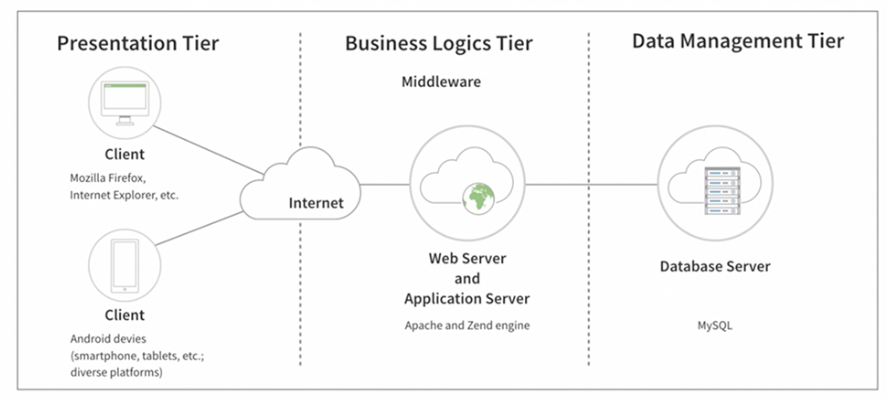 Presentation Tier
Business Logics Tier
Data Management Tier
Middleware
Client
Mozilla Firefox,
Internet Explorer, etc.
Internet
Client
Android devies
(smartphone, tablets, etc.;
diverse platforms)
Web Server
and
Application Server
Apache and Zend engine
Database Server
MySQL